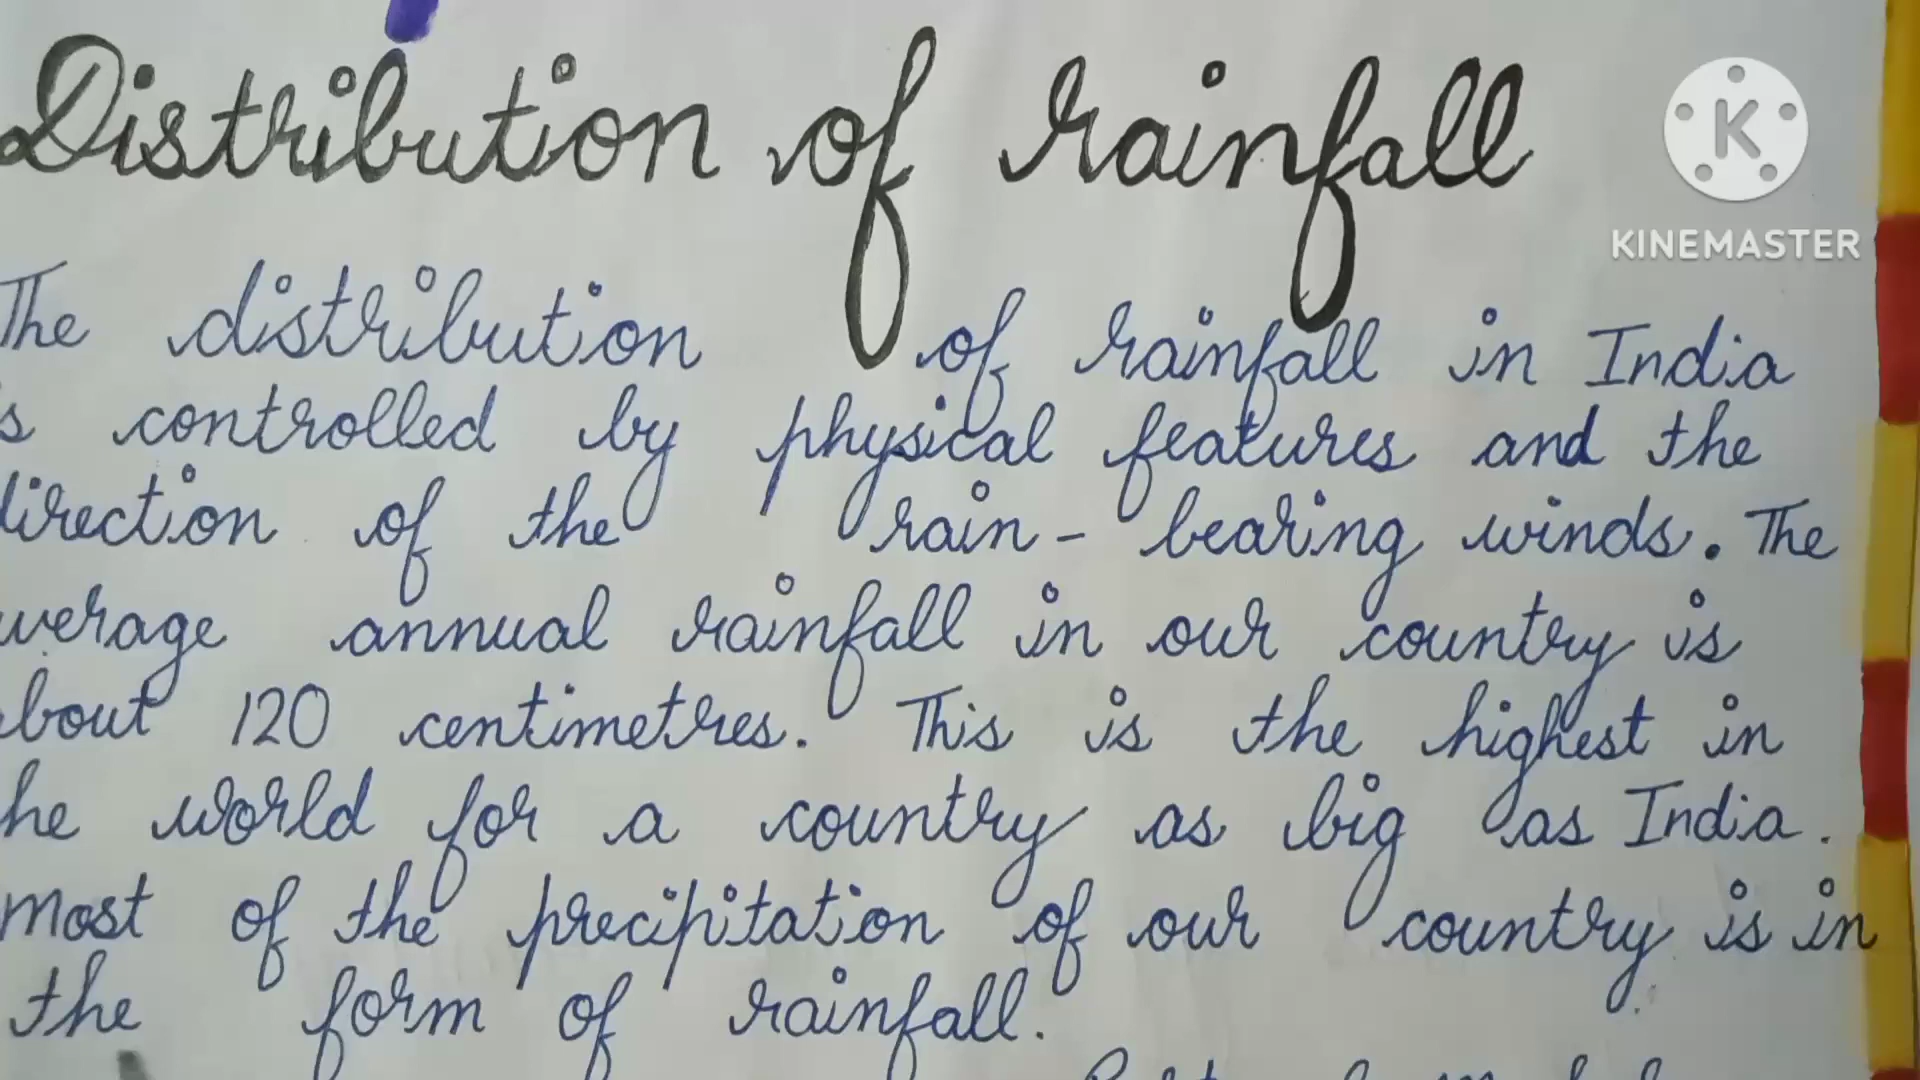 Distribution of rainfall
KINEMASTER
The distribution of rainfall in India
s controlled by physical features and the
direction of the rain-bearing winds. The
verage annual rainfall in our country is
bout 120 centimetres. This is the highest in
he world for a country as big as India.
most of the precipitation of our country is in
the form of rainfall.